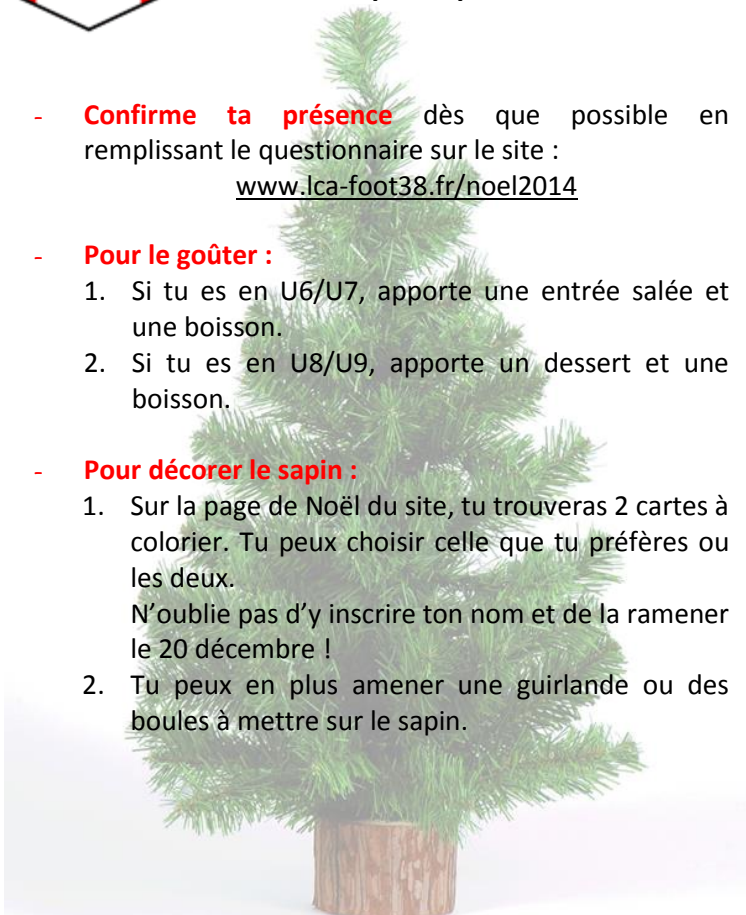 - Confirme ta présence dès que possible en
remplissant le questionnaire sur le site :
www.lca-foot38.fr/noel2014
- Pour le goûter :
1. Si tu es en U6/U7, apporte une entrée salée et
une boisson.
2. Si tu es en U8/U9, apporte un dessert et une
boisson.
- Pour décorer le sapin :
1. Sur la page de Noël du site, tu trouveras 2 cartes à
colorier. Tu peux choisir celle que tu préfères ou
les deux.
N’oublie pas d’y inscrire ton nom et de la ramener
le 20 décembre !
2. Tu peux en plus amener une guirlande ou des
boules à mettre sur le sapin.